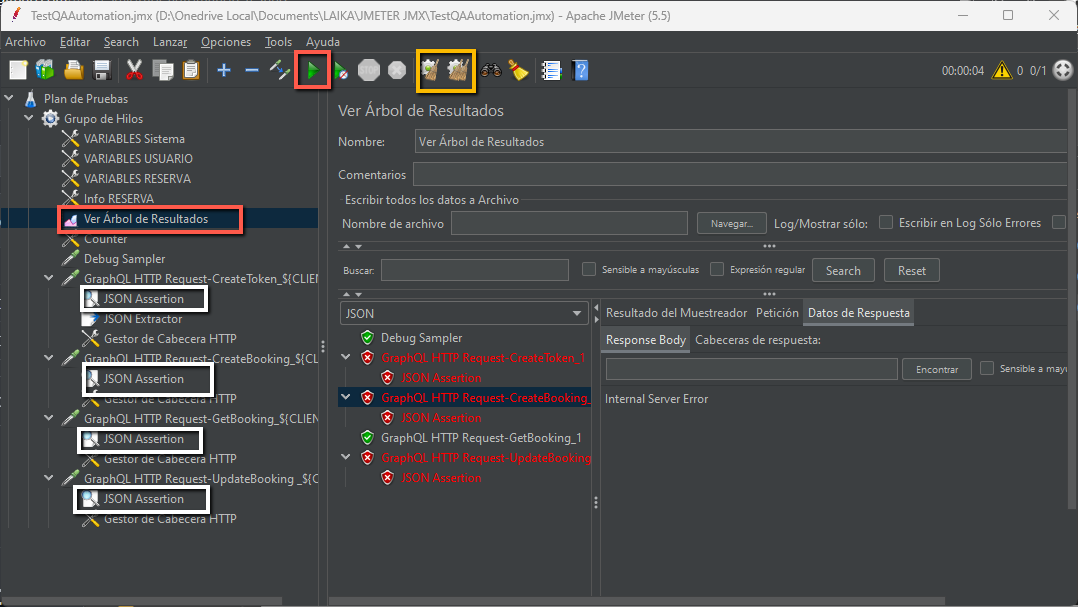 TestQAAutomation.jmx (D:\Onedrive Local\Documents\LAIKA\JMETER JMX\TestQAAutomation.jmx) - Apache JMeter (5.5)
Archivo Editar Search Lanzar Opciones Tools Ayuda
00:00:04 0 0/1
Plan de Pruebas
Grupo de Hilos
VARIABLES Sistema
VARIABLES USUARIO
VARIABLES RESERVA
Info RESERVA
Ver Árbol de Resultados
Counter
Debug Sampler
GraphQL HTTP Request-CreateToken_${CLIEN
JSON Assertion
JSON Extractor
Gestor de Cabecera HTTP
GraphQL HTTP Request-CreateBooking_${CL
JSON Assertion
Gestor de Cabecera HTTP
GraphQL HTTP Request-GetBooking_${CLIEN
JSON Assertion
Gestor de Cabecera HTTP
GraphQL HTTP Request-UpdateBooking _${C
JSON Assertion
Gestor de Cabecera HTTP
Ver Árbol de Resultados
Nombre: Ver Árbol de Resultados
Comentarios
Escribir todos los datos a Archivo
Nombre de archivo Navegar... Log/Mostrar sólo: Escribir en Log Sólo Errores
Buscar: Sensible a mayúsculas Expresión regular Search Reset
JSON
Debug Sampler
GraphQL HTTP Request-CreateToken_1
JSON Assertion
GraphQL HTTP Request-CreateBooking_
JSON Assertion
GraphQL HTTP Request-GetBooking_1
GraphQL HTTP Request-UpdateBooking
JSON Assertion
Resultado del Muestreador Petición Datos de Respuesta
Response Body Cabeceras de respuesta:
Encontrar Sensible a mayu
Internal Server Error